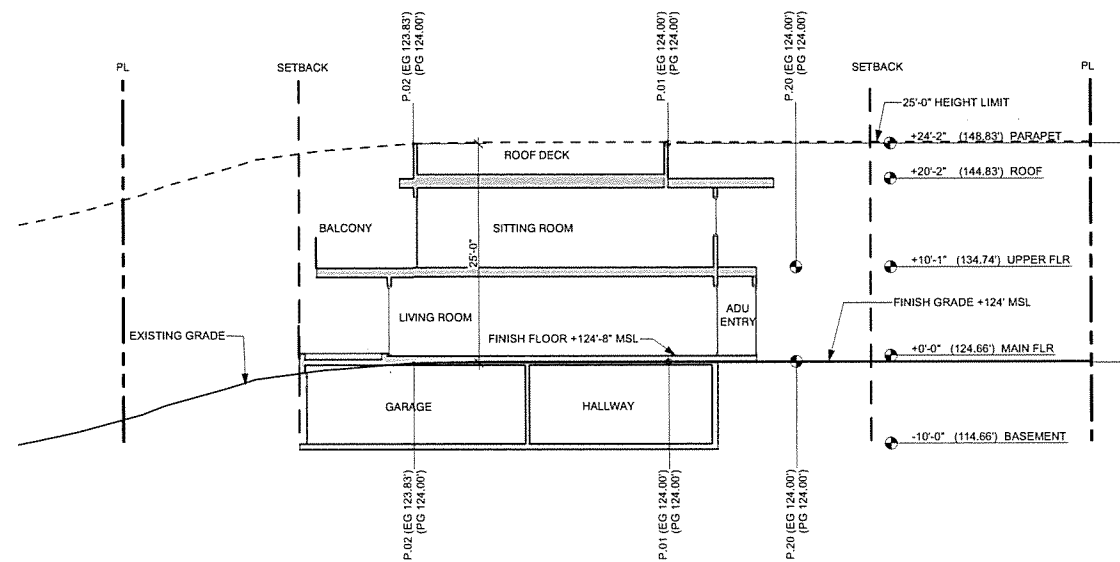 P.02 (EG 123.83')
(PG 124.00')
P.01 (EG 124.00')
(PG 124.00')
P.20 (EG 124.00')
(PG 124.00')
PL
SETBACK
SETBACK
PL
25'-0" HEIGHT LIMIT
+24'-2" (148.83') PARAPET
ROOF DECK
+20'-2" (144.83') ROOF
BALCONY
SITTING ROOM
25'-0"
+10'-1" (134.74') UPPER FLR
FINISH GRADE +124' MSL
LIVING ROOM
ADU
ENTRY
EXISTING GRADE
FINISH FLOOR +124'-8" MSL
+0'-0" (124.66') MAIN FLR
GARAGE
HALLWAY
-10'-0" (114.66') BASEMENT
P.02 (EG 123.83')
(PG 124.00')
P.01 (EG 124.00')
(PG 124.00')
P.20 (EG 124.00')
(PG 124.00')